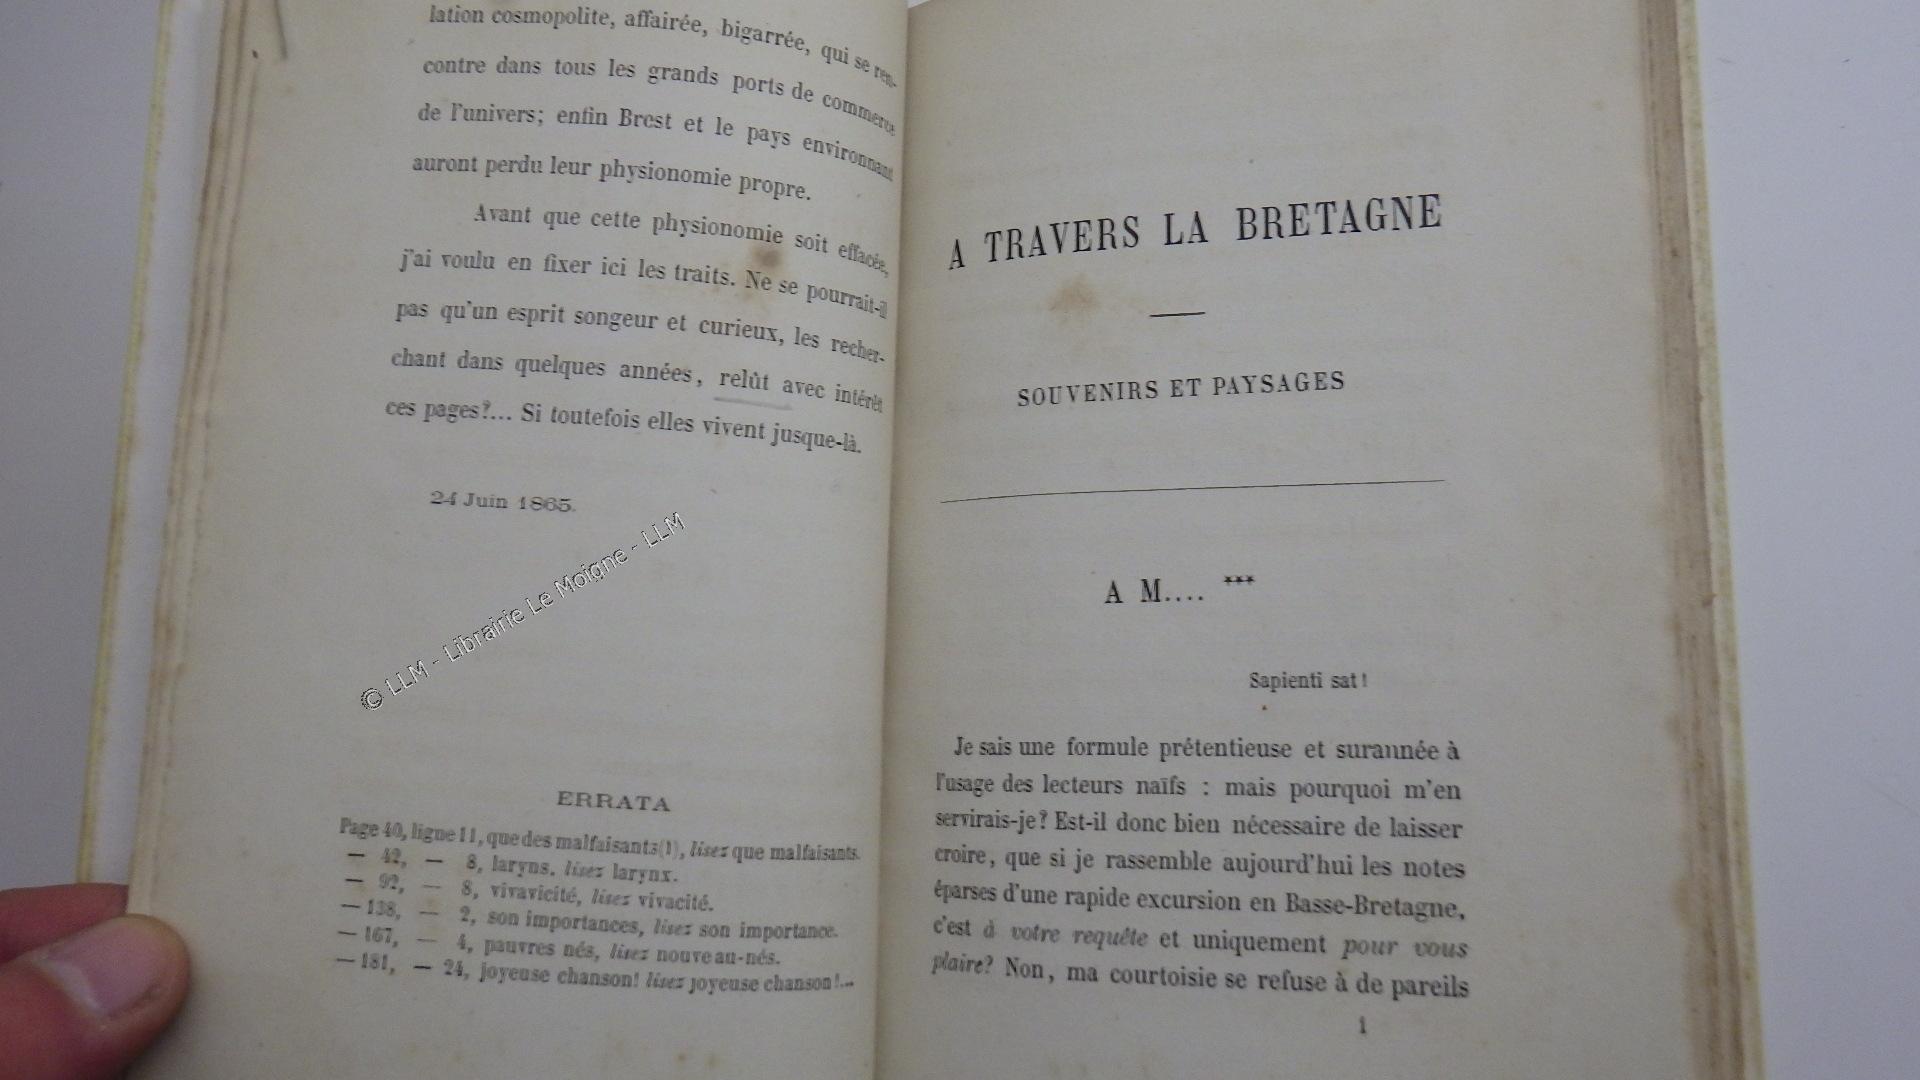 lation cosmopolite, affairée, bigarrée, qui se ren-
contre dans tous les grands ports de commerce
de l'univers; enfin Brest et le pays environnant
auront perdu leur physionomie propre.
Avant que cette physionomie soit effacée,
j'ai voulu en fixer ici les traits. Ne se pourrait-il
pas qu'un esprit songeur et curieux, les recher-
chant dans quelques années, relût avec intérêt
ces pages?... Si toutefois elles vivent jusque-là.
24 Juin 1865.
© LLM - Librairie Le Moigne - LLM
ERRATA
Page 40, ligne 11, que des malfaisants(1), lisez que malfaisants.
— 42, — 8, laryns. lisez larynx.
— 92, — 8, vivavicité, lisez vivacité.
— 138, — 2, son importances, lisez son importance.
— 167, — 4, pauvres nés, lisez nouveau-nés.
— 181, — 24, joyeuse chanson! lisez joyeuse chanson!...
A TRAVERS LA BRETAGNE
SOUVENIRS ET PAYSAGES
A M.... ***
Sapienti sat!
Je sais une formule prétentieuse et surannée à
l'usage des lecteurs naïfs : mais pourquoi m'en
servirais-je? Est-il donc bien nécessaire de laisser
croire, que si je rassemble aujourd'hui les notes
éparses d'une rapide excursion en Basse-Bretagne,
c'est à votre requête et uniquement pour vous
plaire? Non, ma courtoisie se refuse à de pareils
1